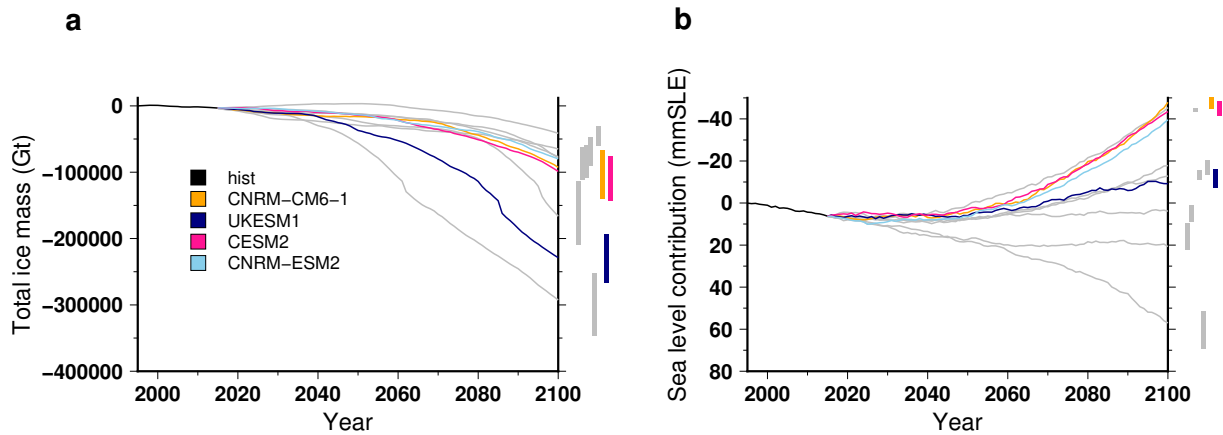 a
Total ice mass (Gt)
0
−100000
−200000
−300000
−400000
hist
CNRM−CM6−1
UKESM1
CESM2
CNRM−ESM2
2000 2020 2040 2060 2080 2100
Year
b
Sea level contribution (mmSLE)
−40
−20
0
20
40
60
80
2000 2020 2040 2060 2080 2100
Year